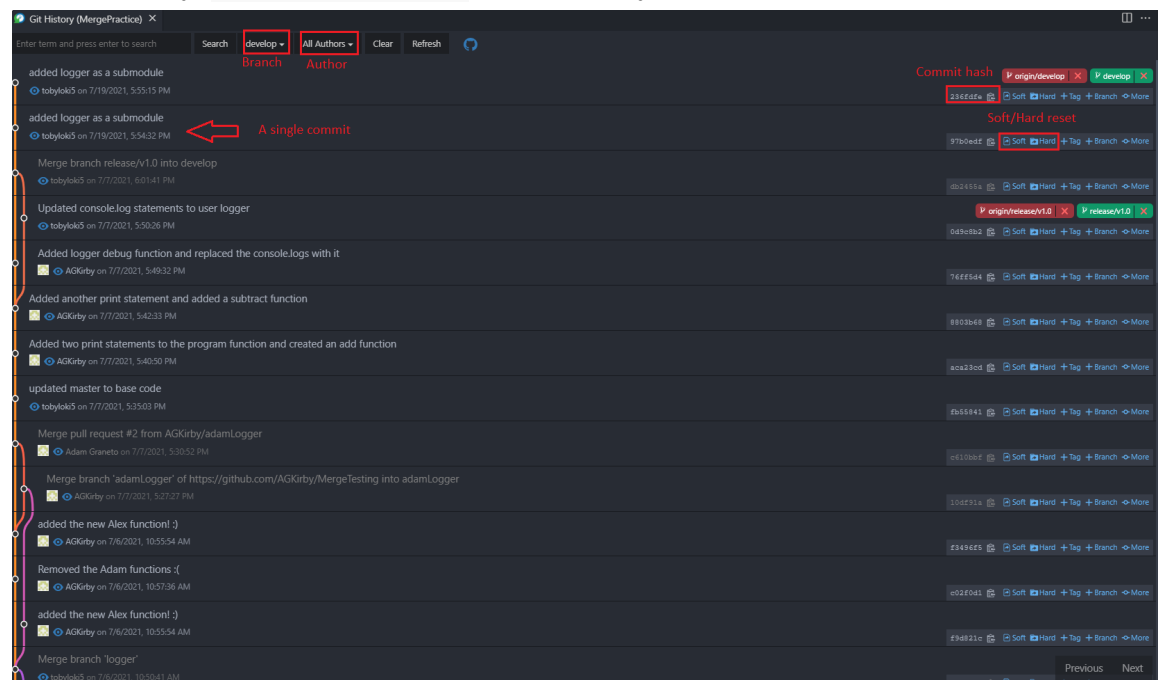 Git History (MergePractice)
Enter term and press enter to search Search develop All Authors Clear Refresh
Branch Author
added logger as a submodule
Commit hash origin/develop develop
tobyloki5 on 7/19/2021, 5:55:15 PM
236fdfe Soft Hard +Tag +Branch More
added logger as a submodule
Soft/Hard reset
tobyloki5 on 7/19/2021, 5:54:32 PM A single commit
97b0edf Soft Hard +Tag +Branch More
Merge branch release/v1.0 into develop
tobyloki5 on 7/7/2021, 6:01:41 PM
db2455a Soft Hard +Tag +Branch More
Updated console.log statements to user logger
origin/release/v1.0 release/v1.0
tobyloki5 on 7/7/2021, 5:50:26 PM
0d9c8b2 Soft Hard +Tag +Branch More
Added logger debug function and replaced the console.logs with it
AGKirby on 7/7/2021, 5:49:32 PM
76ff5d4 Soft Hard +Tag +Branch More
Added another print statement and added a subtract function
AGKirby on 7/7/2021, 5:42:33 PM
8803b68 Soft Hard +Tag +Branch More
Added two print statements to the program function and created an add function
AGKirby on 7/7/2021, 5:40:50 PM
aca23cd Soft Hard +Tag +Branch More
updated master to base code
tobyloki5 on 7/7/2021, 5:35:03 PM
fb55841 Soft Hard +Tag +Branch More
Merge pull request #2 from AGKirby/adamLogger
Adam Graneto on 7/7/2021, 5:30:52 PM
c610bbf Soft Hard +Tag +Branch More
Merge branch 'adamLogger' of https://github.com/AGKirby/MergeTesting into adamLogger
AGKirby on 7/7/2021, 5:27:27 PM
10df91a Soft Hard +Tag +Branch More
added the new Alex function! :)
AGKirby on 7/6/2021, 10:55:54 AM
f3496f5 Soft Hard +Tag +Branch More
Removed the Adam functions :(
AGKirby on 7/6/2021, 10:57:36 AM
c02f0d1 Soft Hard +Tag +Branch More
added the new Alex function! :)
AGKirby on 7/6/2021, 10:55:54 AM
f9d821c Soft Hard +Tag +Branch More
Merge branch 'logger'
Previous Next
tobyloki5 on 7/6/2021, 10:50:41 AM